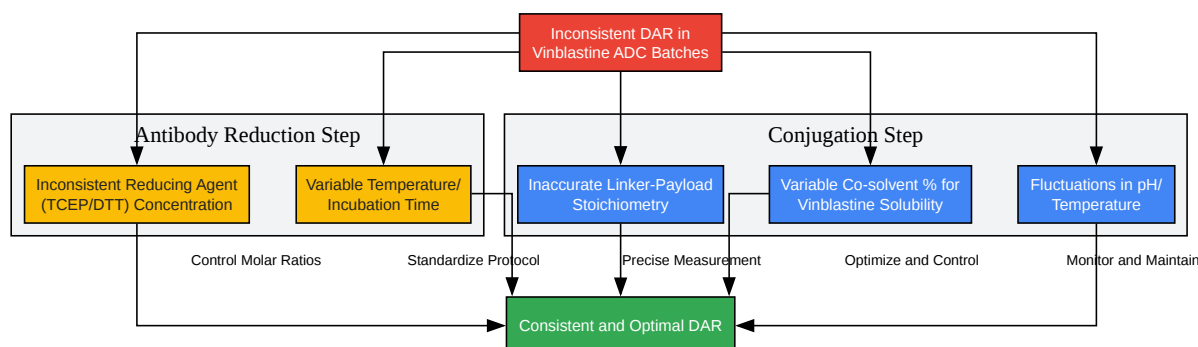 Inconsistent DAR in
Vinblastine ADC Batches
Antibody Reduction Step
Conjugation Step
Inconsistent Reducing Agent
(TCEP/DTT) Concentration
Variable Temperature/
Incubation Time
Inaccurate Linker-Payload
Stoichiometry
Variable Co-solvent % for
Vinblastine Solubility
Fluctuations in pH/
Temperature
Control Molar Ratios
Standardize Protocol
Precise Measurement
Optimize and Control
Monitor and Maintain
Consistent and Optimal DAR